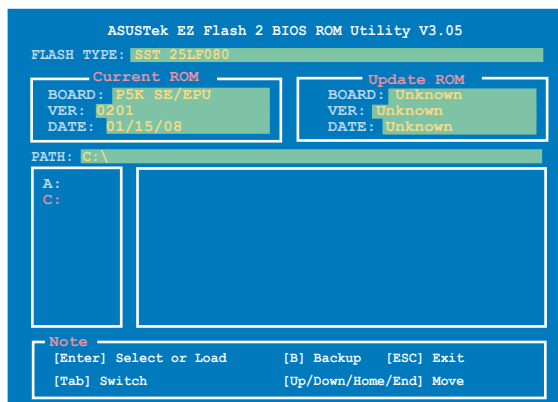 ASUSTek EZ Flash 2 BIOS ROM Utility V3.05
FLASH TYPE: SST 25LF080
Current ROM
BOARD: P5K SE/EPU
VER: 0201
DATE: 01/15/08
Update ROM
BOARD: Unknown
VER: Unknown
DATE: Unknown
PATH: C:\
A:
C:
Note
[Enter] Select or Load [B] Backup [ESC] Exit
[Tab] Switch [Up/Down/Home/End] Move